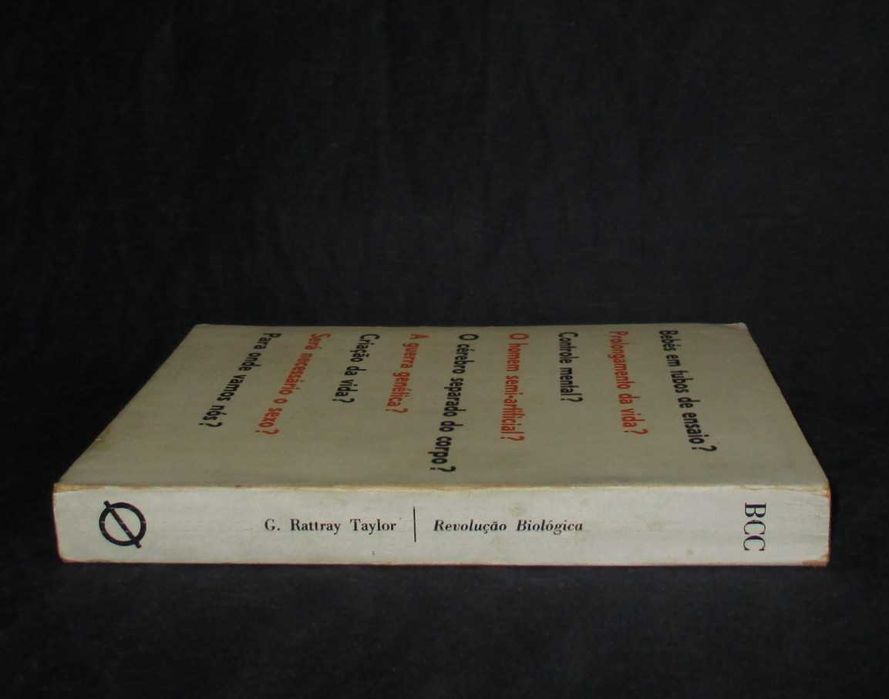 Bebés em tubos de ensaio?
Prolongamento da vida?
Controle mental?
O homem semi-artificial?
O cérebro separado do corpo?
A guerra genética?
Criação da vida?
Será necessário o sexo?
Para onde vamos nós?
G. Rattray Taylor | Revolução Biológica
BCC